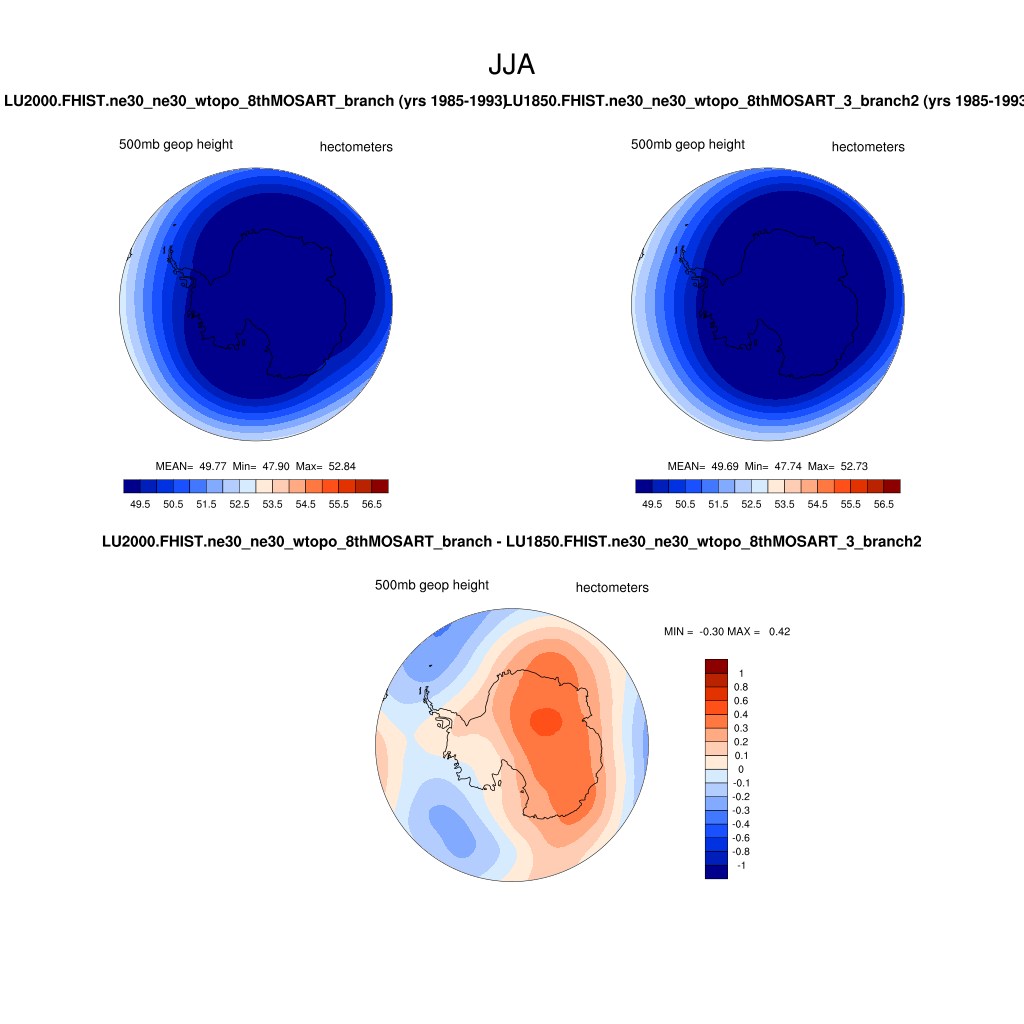 JJA
LU2000.FHIST.ne30_ne30_wtopo_8thMOSART_branch (yrs 1985-1993)
LU1850.FHIST.ne30_ne30_wtopo_8thMOSART_3_branch2 (yrs 1985-1993
500mb geop height hectometers
500mb geop height hectometers
MEAN= 49.77 Min= 47.90 Max= 52.84
MEAN= 49.69 Min= 47.74 Max= 52.73
49.5 50.5 51.5 52.5 53.5 54.5 55.5 56.5
49.5 50.5 51.5 52.5 53.5 54.5 55.5 56.5
LU2000.FHIST.ne30_ne30_wtopo_8thMOSART_branch - LU1850.FHIST.ne30_ne30_wtopo_8thMOSART_3_branch2
500mb geop height hectometers
MIN = -0.30 MAX = 0.42
1
0.8
0.6
0.4
0.3
0.2
0.1
0
-0.1
-0.2
-0.3
-0.4
-0.6
-0.8
-1